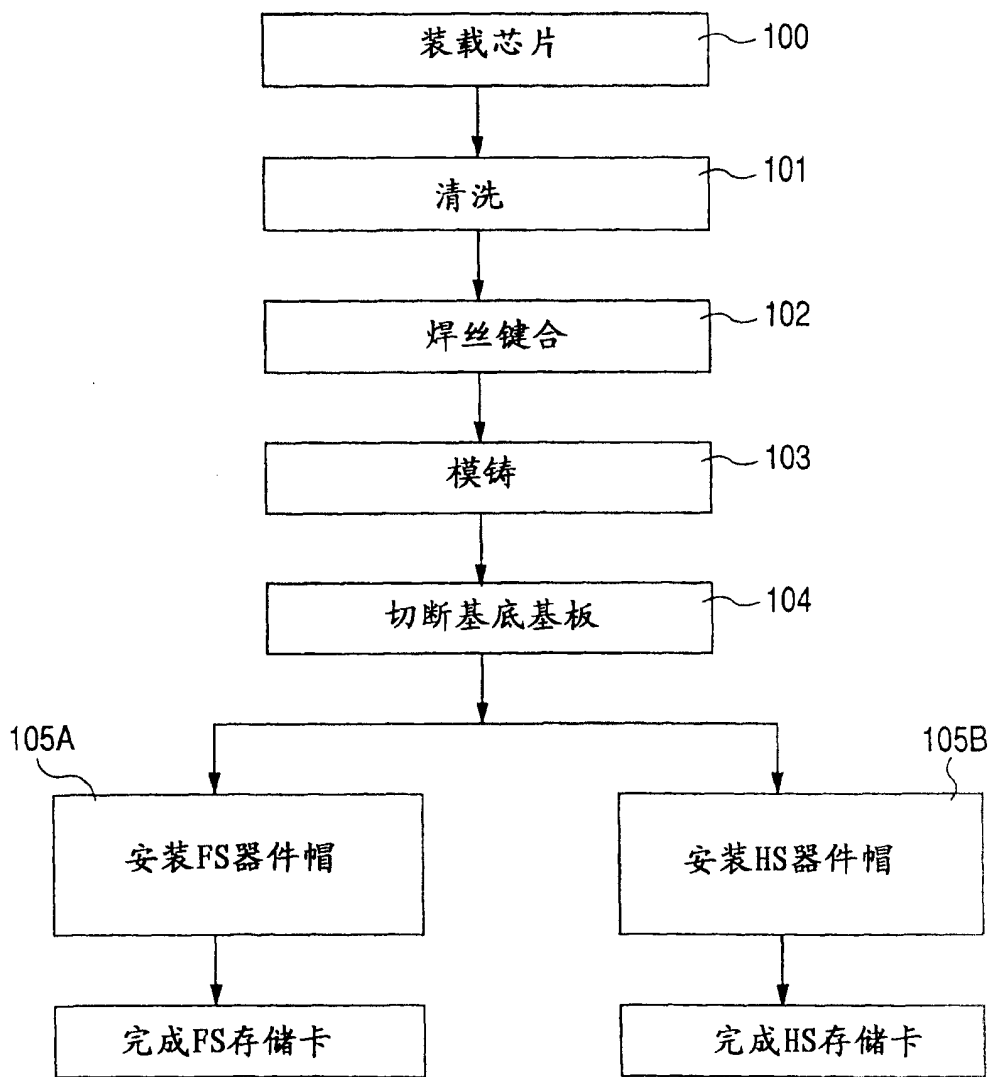 装载芯片
100
清洗
101
焊丝键合
102
模铸
103
切断基底基板
104
105A
105B
安装FS器件帽
安装HS器件帽
完成FS存储卡
完成HS存储卡